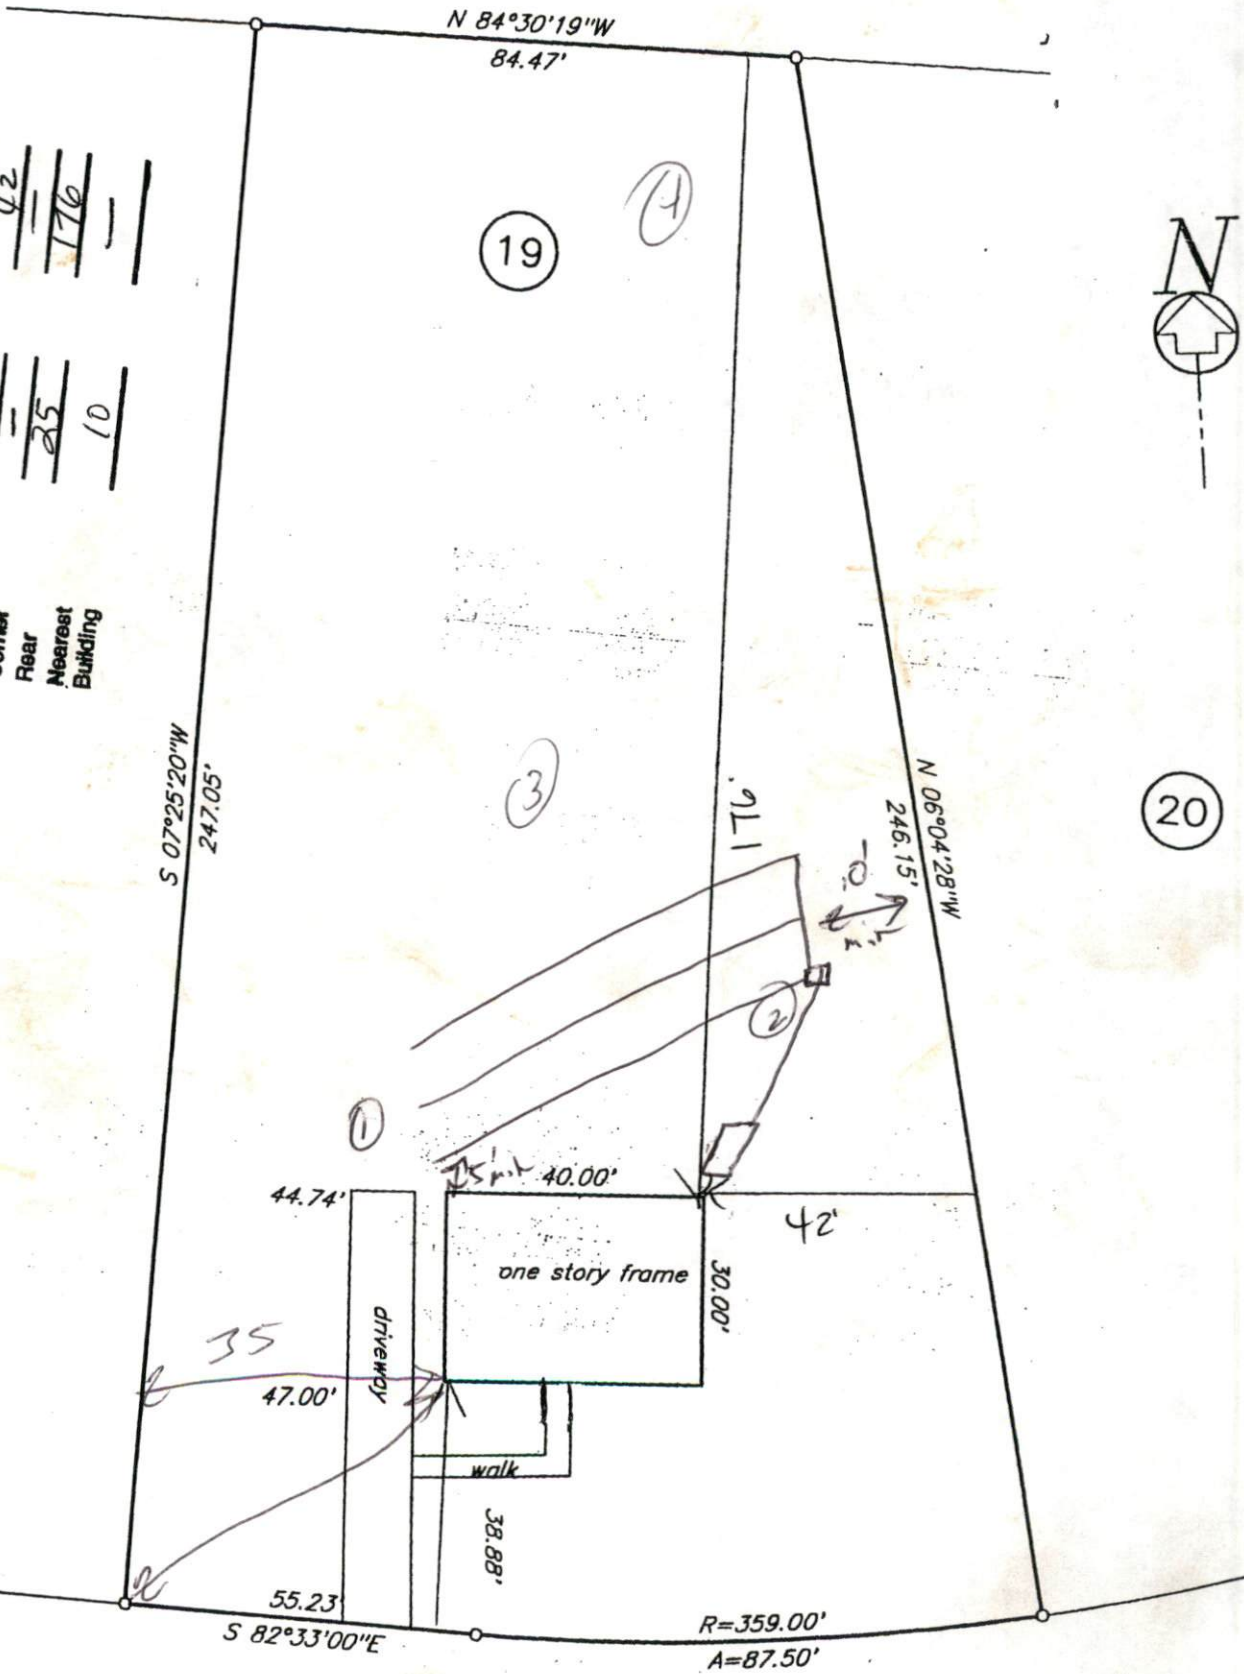 N 84°30'19"W
84.47'
42
—
176
—
19
4
N
—
25
10
Rear
Nearest
Building
S 07°25'20"W
247.05'
3
176'
N 06°04'28"W
246.15'
20
2
1
40.00'
44.74'
42'
one story frame
30.00'
driveway
35
47.00'
walk
38.88'
55.23
S 82°33'00"E
R=359.00'
A=87.50'